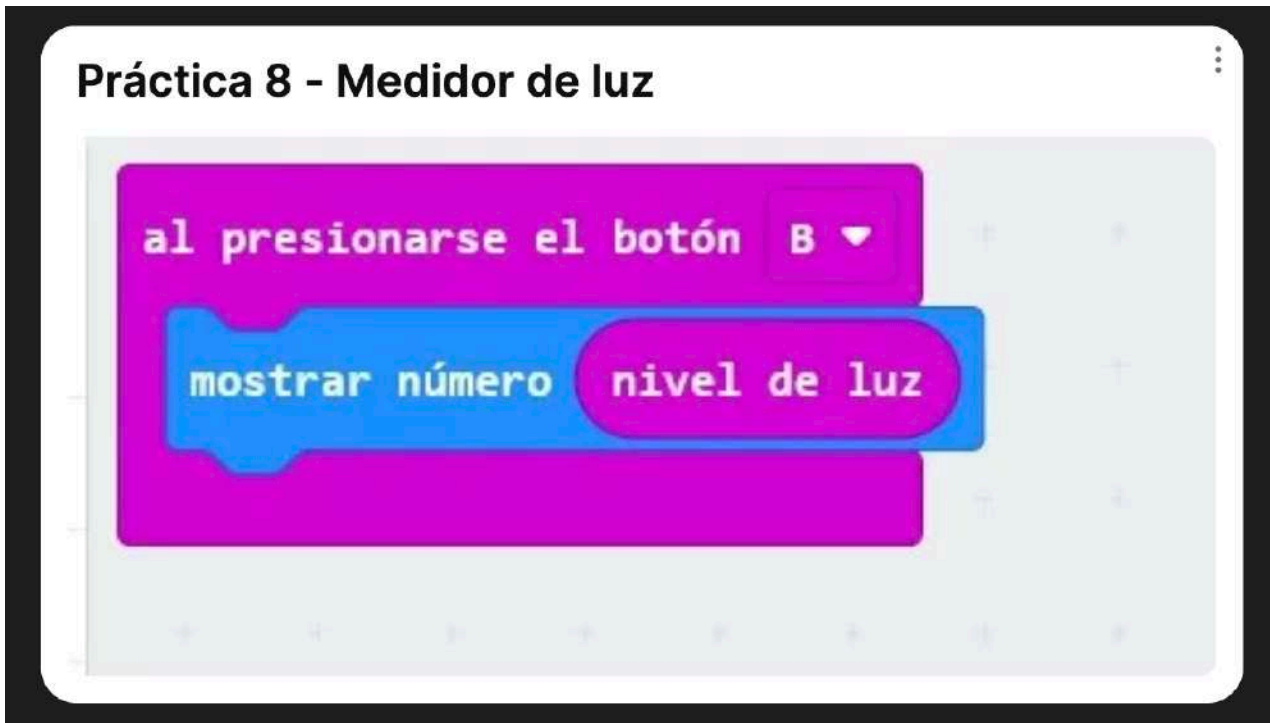 Práctica 8 - Medidor de luz
al presionarse el botón B
mostrar número nivel de luz